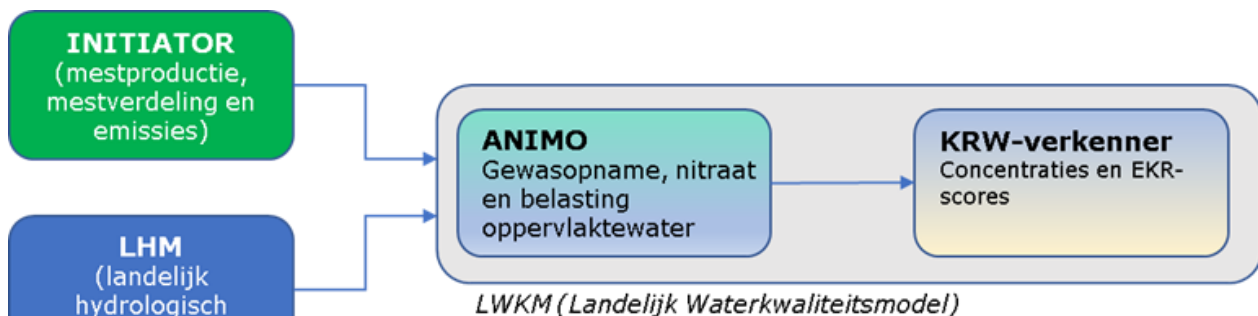 INITIATOR
(mestproductie,
mestverdeling en
emissies)
LHM
(landelijk
hydrologisch
ANIMO
Gewasopname, nitraat
en belasting
oppervlaktewater
KRW-verkenner
Concentraties en EKR-
scores
LWKM (Landelijk Waterkwaliteitsmodel)